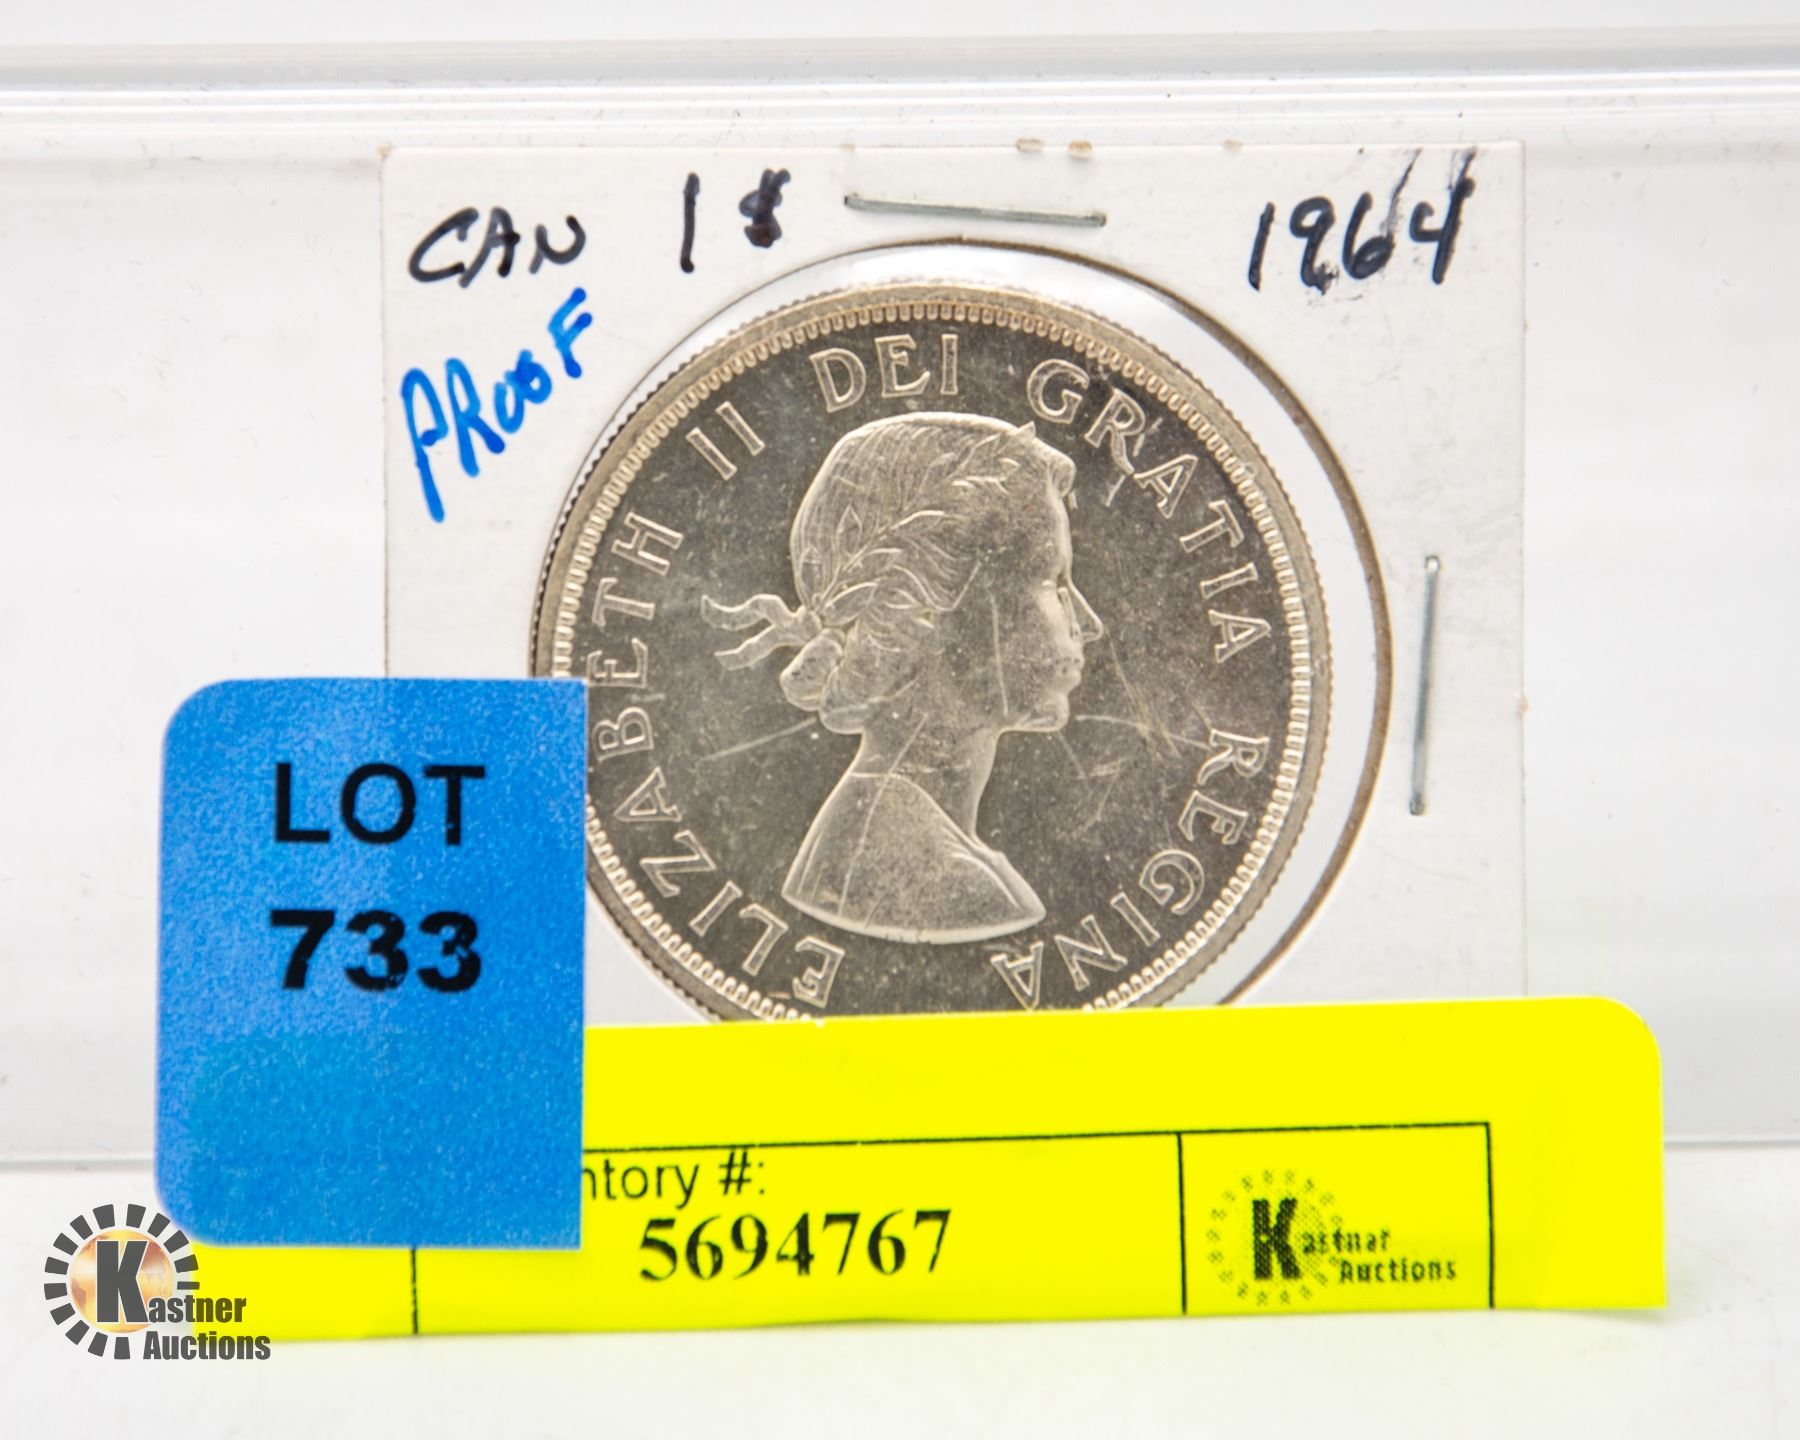 CAN 1$ 1964
PROOF
ELIZABETH II DEI GRATIA REGINA
LOT
733
ntory #:
5694767
Kastner
Auctions
Kastner
Auctions